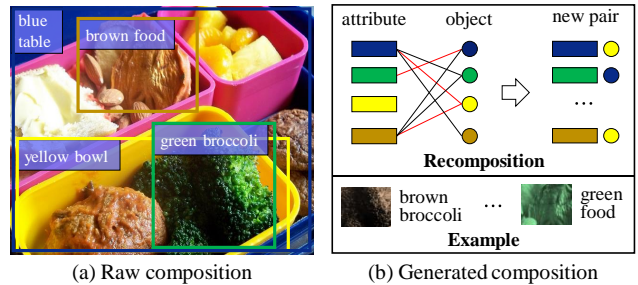 blue
table
brown food
yellow bowl
green broccoli
(a) Raw composition
attribute
object
new pair
...
Recomposition
brown
broccoli
...
green
food
Example
(b) Generated composition